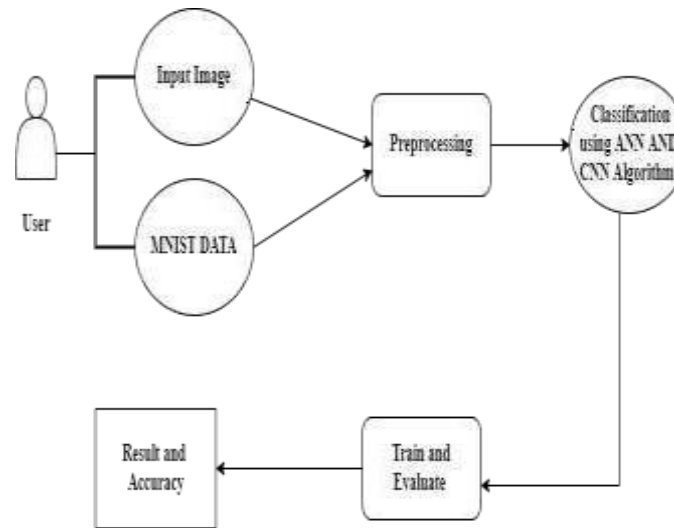 Input Image
User
MNIST DATA
Preprocessing
Classification
using ANN AND
CNN Algorithm
Train and
Evaluate
Result and
Accuracy